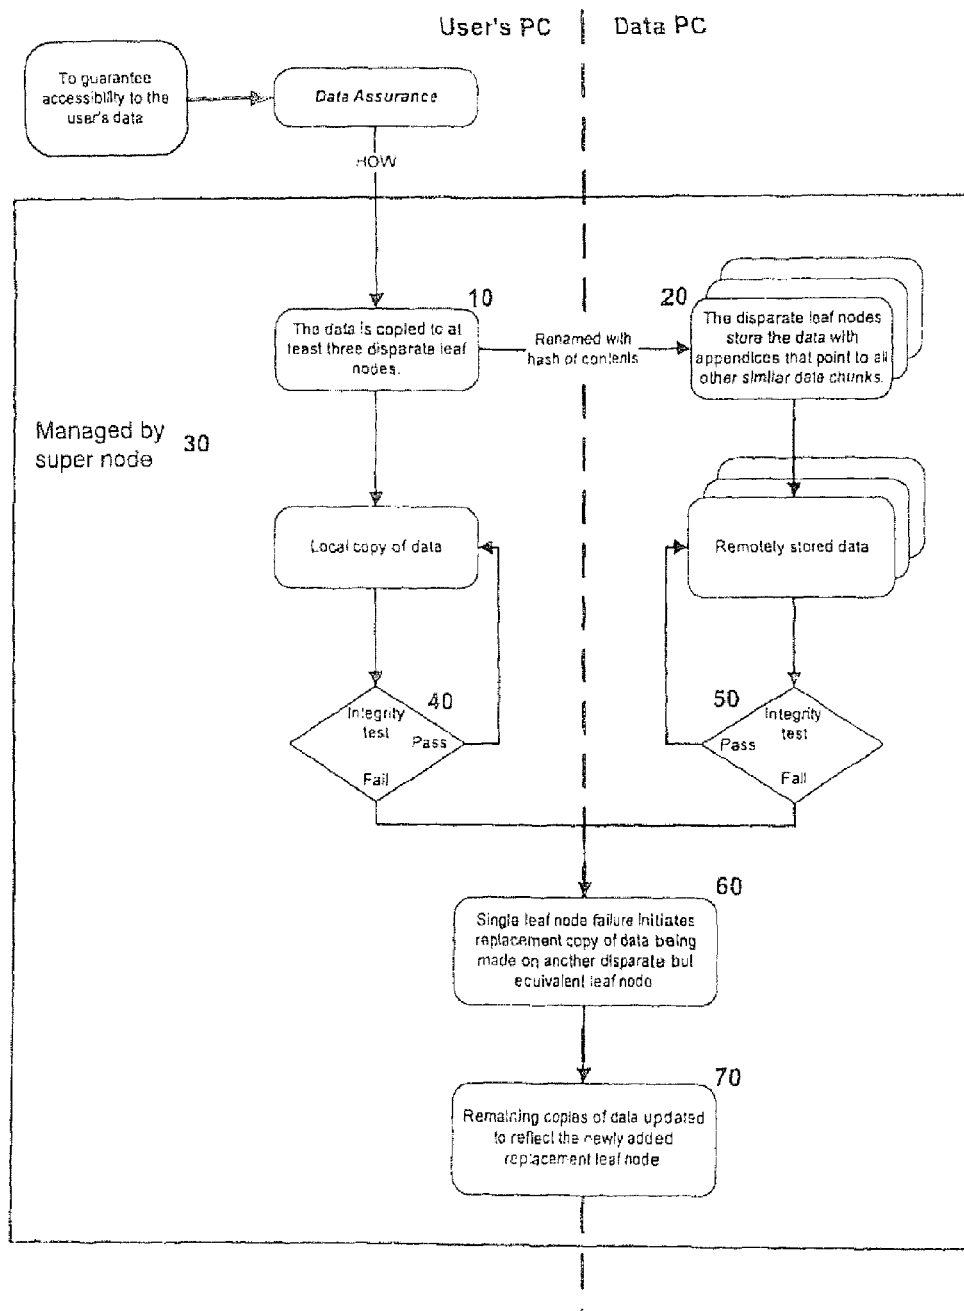 User's PC
Data PC
To guarantee
accessiblity to the
user's data
Data Assurance
HOW
10
20
The data is copied to at
least three disparate leaf
nodes.
Renamed with
hash of contents
The disparate leaf nodes
store the data with
appendices that point to all
other similar data chunks.
Managed by
super node
30
Local copy of data
Remotely stored data
40
Integrity
test
Pass
Fail
50
Integrity
test
Pass
Fail
60
Single leaf node failure initiates
replacement copy of data being
made on another disparate but
equivalent leaf node
70
Remaining copies of data updated
to reflect the newly added
replacement leaf node